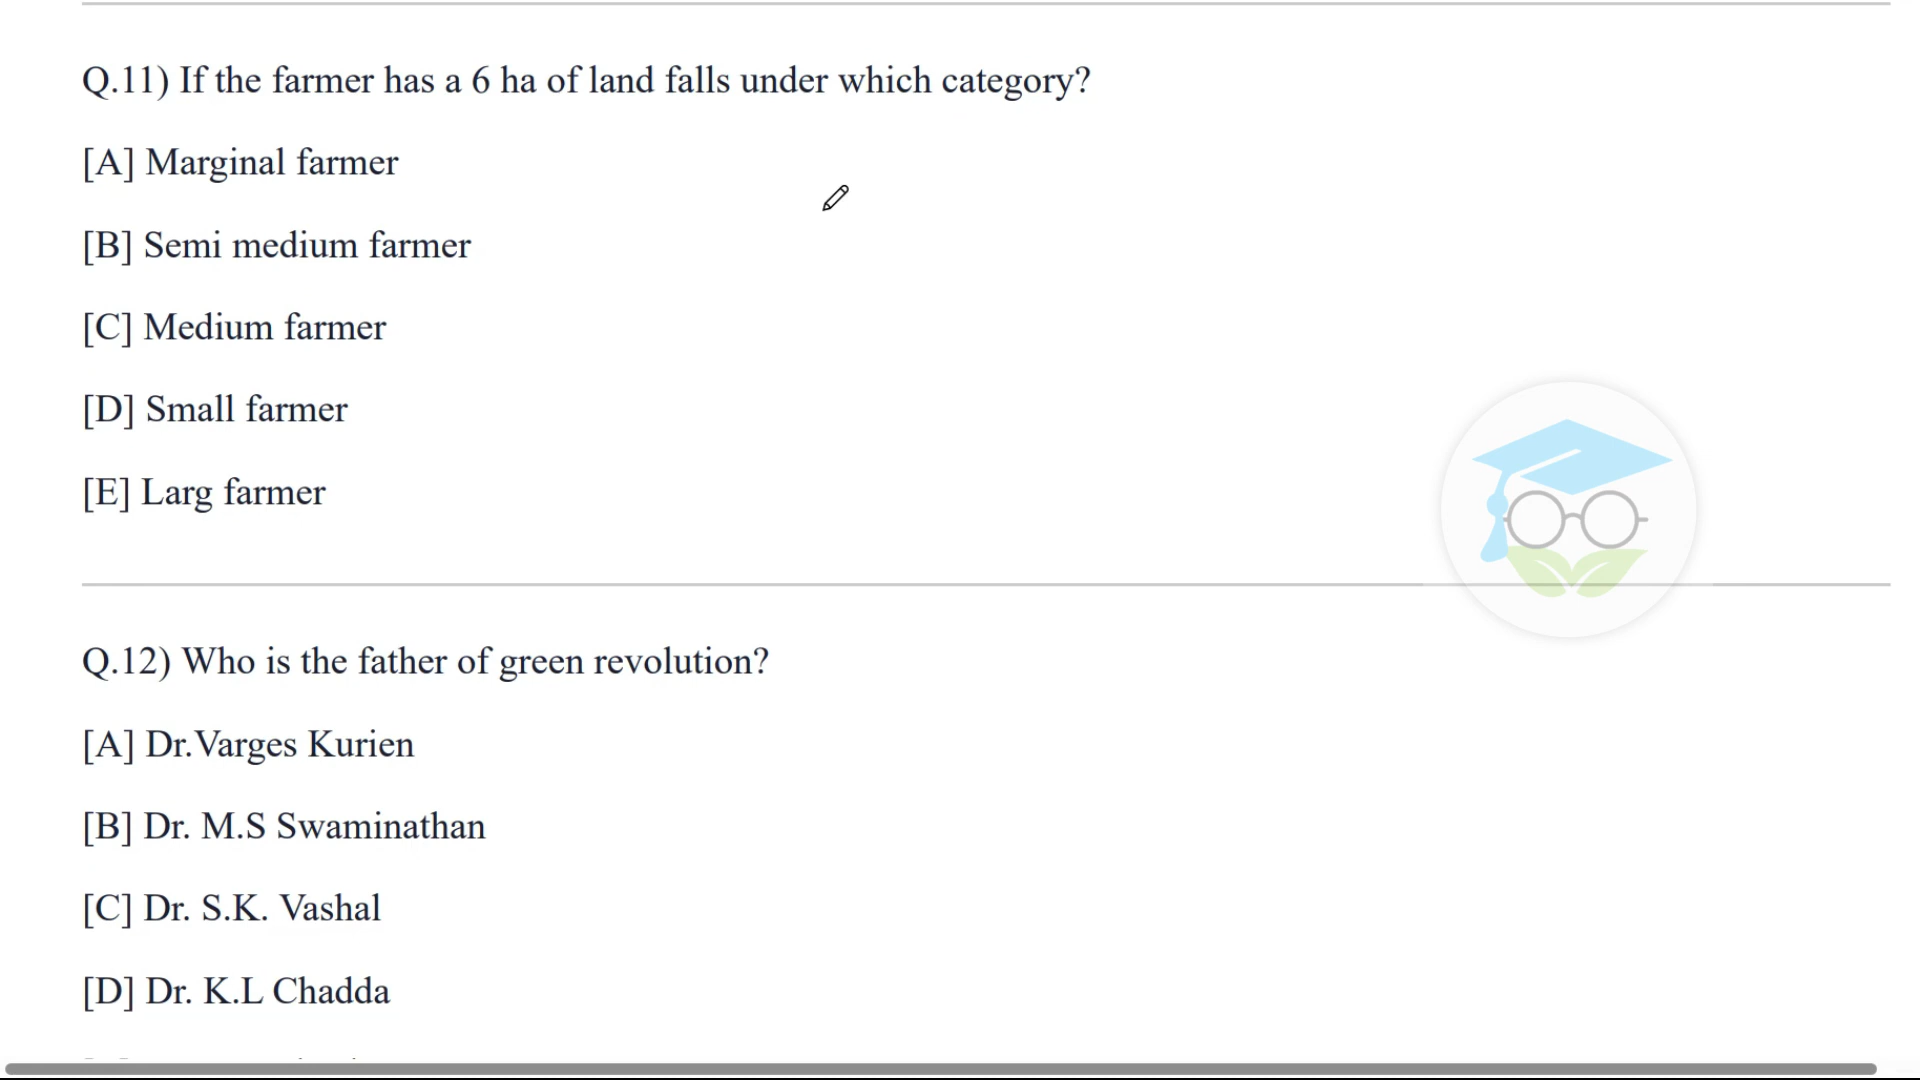 Q.11) If the farmer has a 6 ha of land falls under which category?
[A] Marginal farmer
[B] Semi medium farmer
[C] Medium farmer
[D] Small farmer
[E] Larg farmer
Q.12) Who is the father of green revolution?
[A] Dr.Varges Kurien
[B] Dr. M.S Swaminathan
[C] Dr. S.K. Vashal
[D] Dr. K.L Chadda